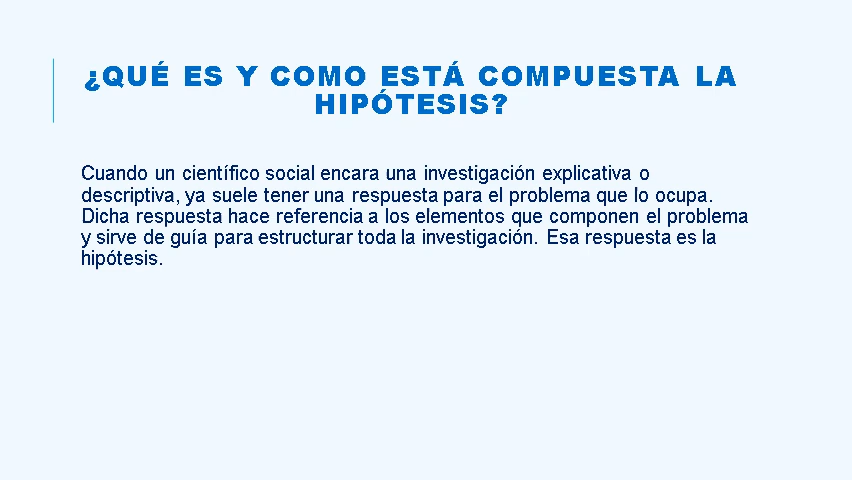 ¿QUÉ ES Y COMO ESTÁ COMPUESTA LA
HIPÓTESIS?
Cuando un científico social encara una investigación explicativa o
descriptiva, ya suele tener una respuesta para el problema que lo ocupa.
Dicha respuesta hace referencia a los elementos que componen el problema
y sirve de guía para estructurar toda la investigación. Esa respuesta es la
hipótesis.